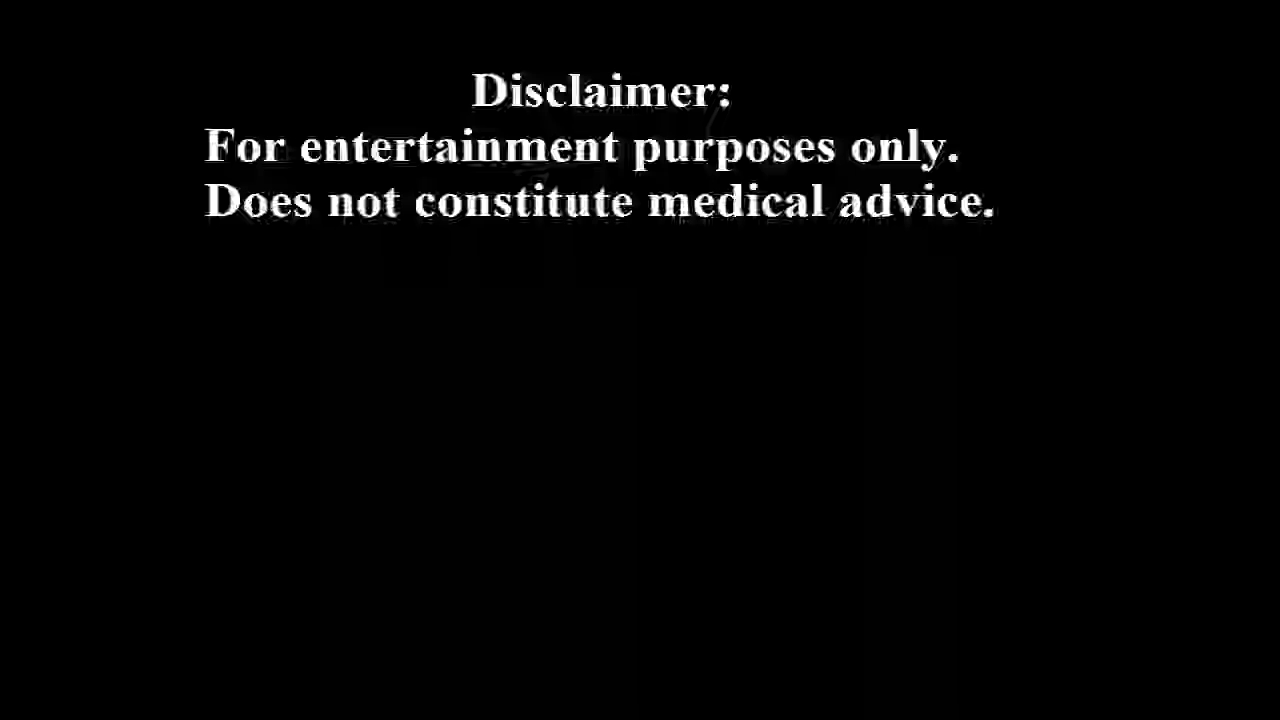 Disclaimer:
For entertainment purposes only.
Does not constitute medical advice.